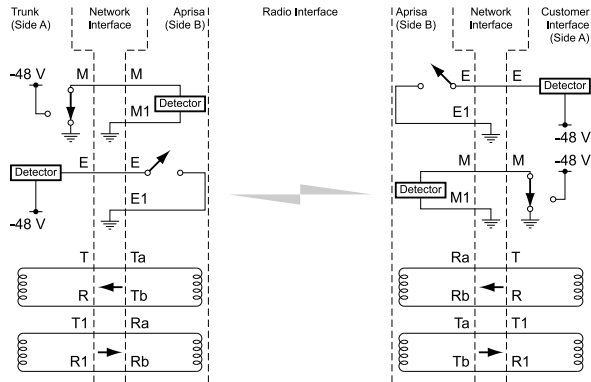 Trunk
(Side A)
Network
Interface
Aprisa
(Side B)
Radio Interface
Aprisa
(Side B)
Network
Interface
Customer
Interface
(Side A)
-48 V
M
M
Detector
M1
E
E
Detector
E1
-48 V
-48 V
Detector
E
E
E1
-48 V
M
M
Detector
M1
T
Ta
R
Tb
T1
Ra
R1
Rb
Ra
T
Rb
R
Ta
T1
Tb
R1